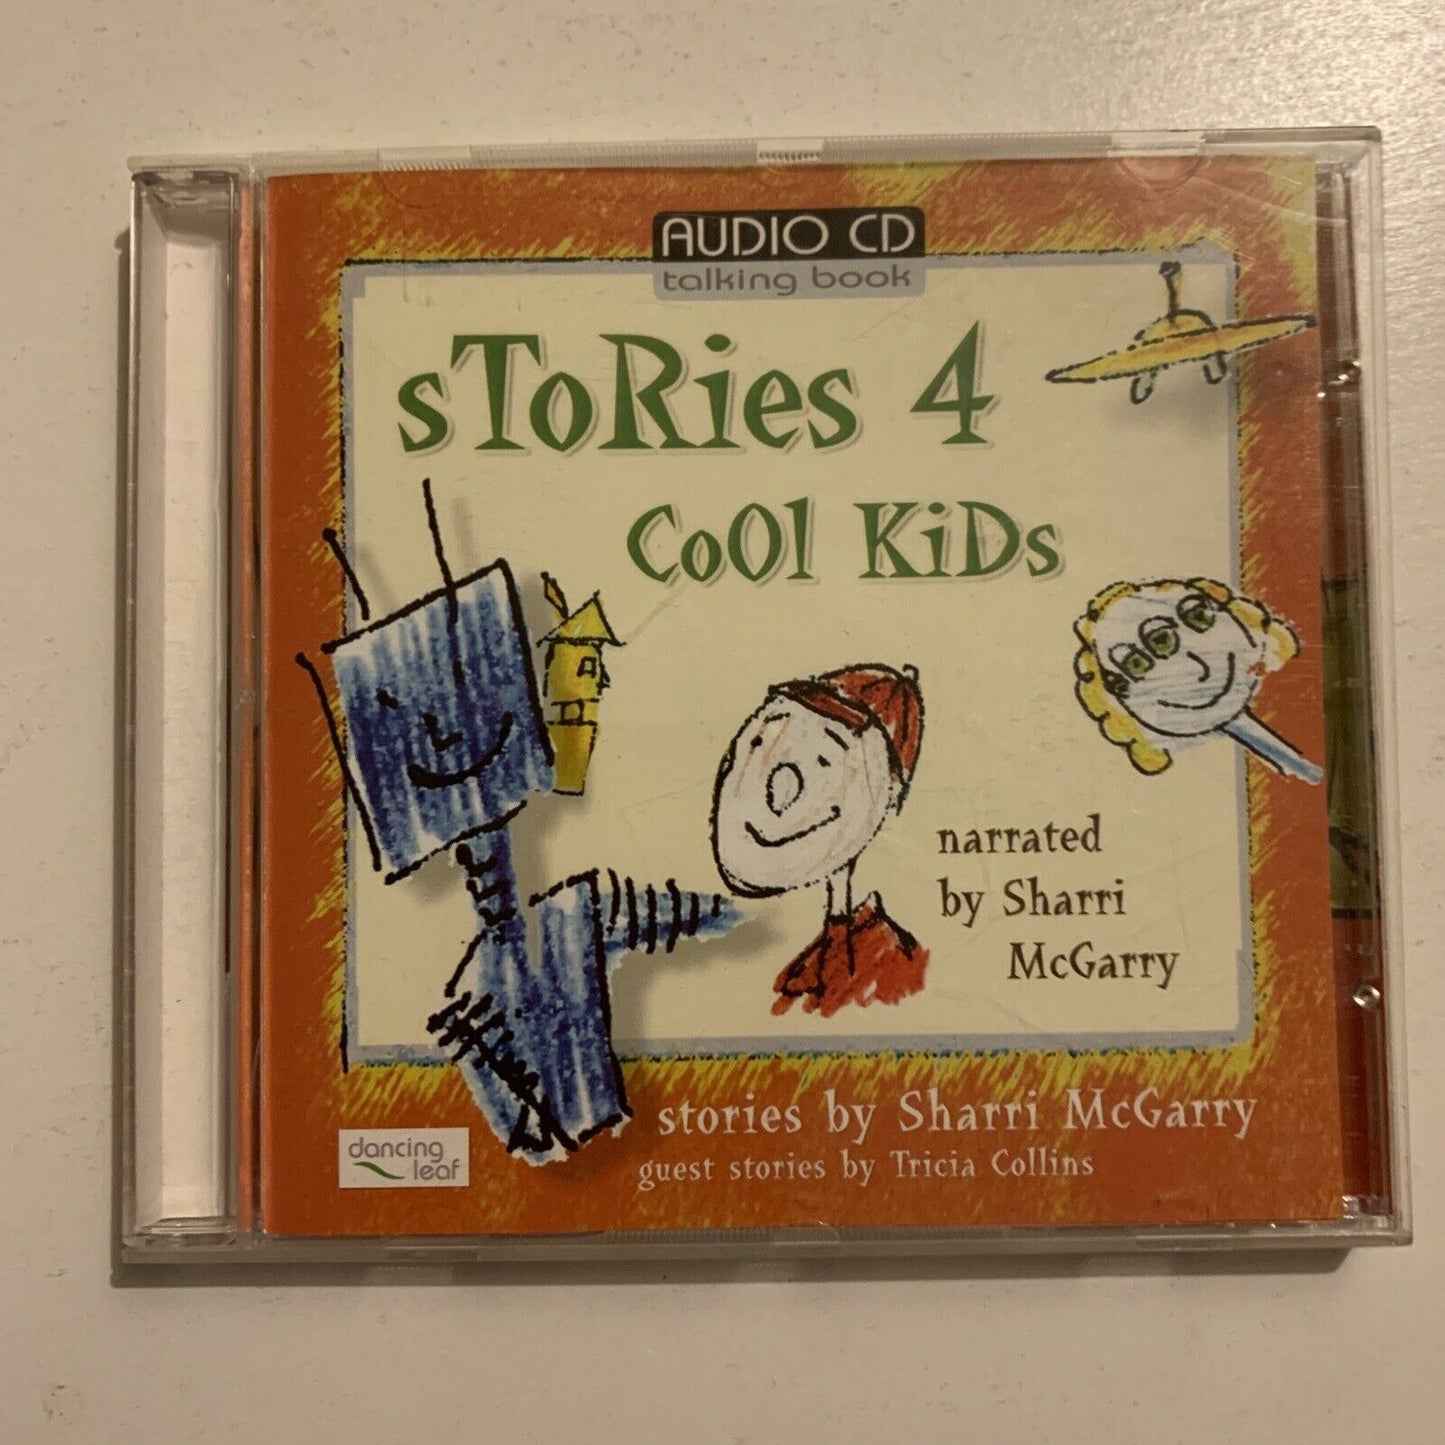 AUDIO CD
talking book
sToRies 4
CoOl KiDs
narrated
by Sharri
McGarry
stories by Sharri McGarry
guest stories by Tricia Collins
dancing
leaf